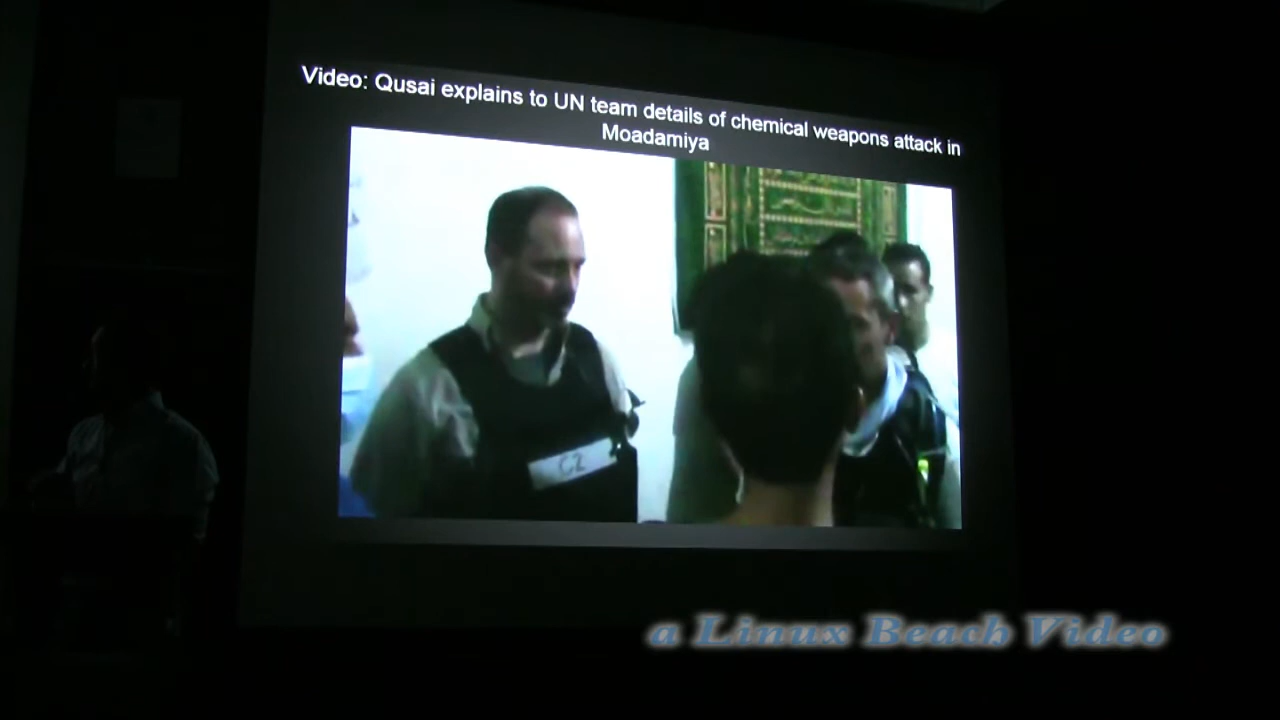 Video: Qusai explains to UN team details of chemical weapons attack in
Moadamiya
C2
a Linux Beach Video